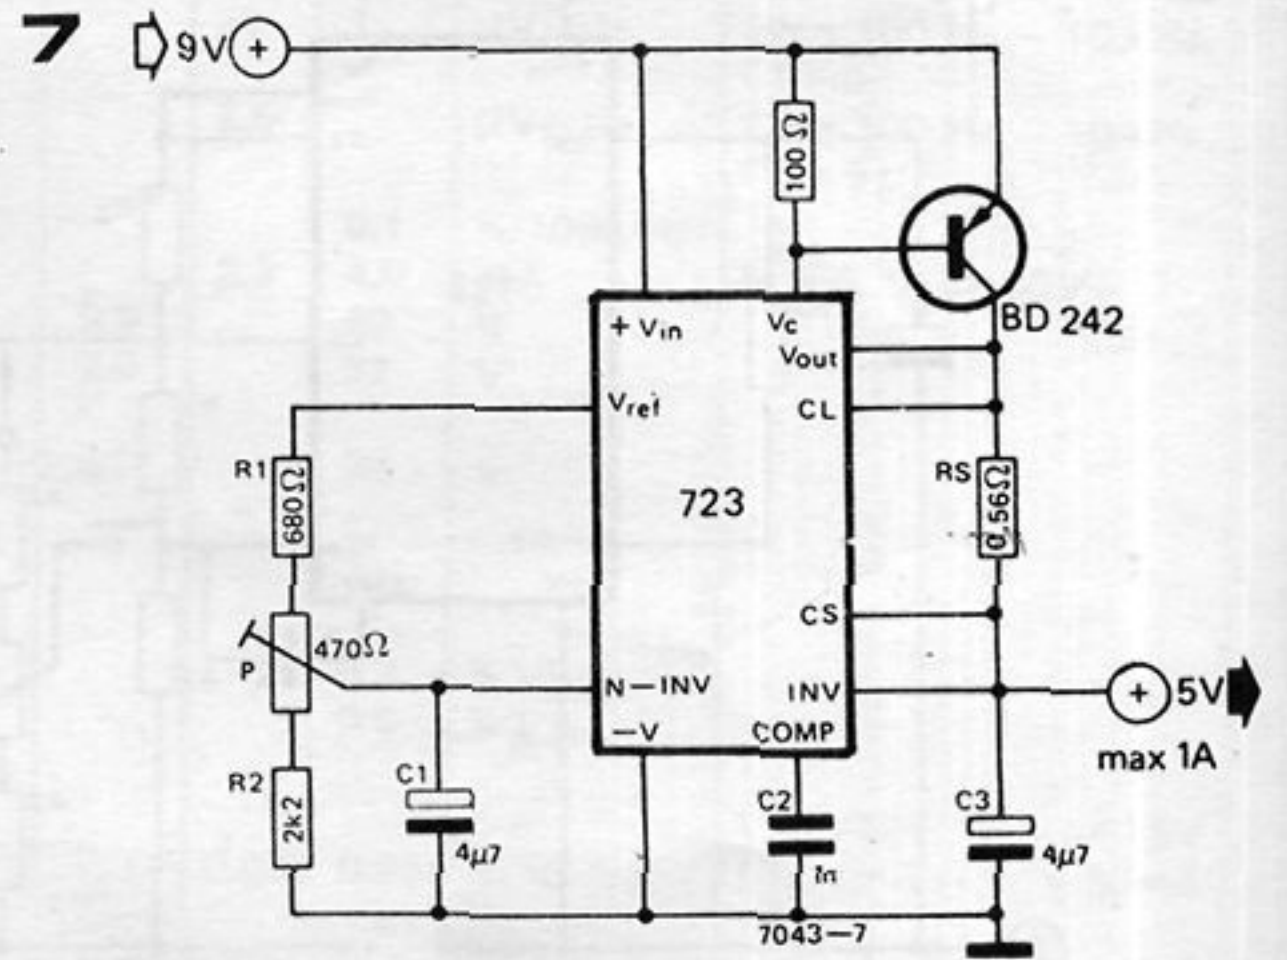 7
9V +
100 Ω
BD 242
+ Vin
Vc
Vout
Vref
CL
R1
680Ω
RS
0,56Ω
723
CS
P
470Ω
N–INV
INV
+ 5V
–V
COMP
max 1A
R2
2k2
C1
4µ7
C2
1n
C3
4µ7
7043–7